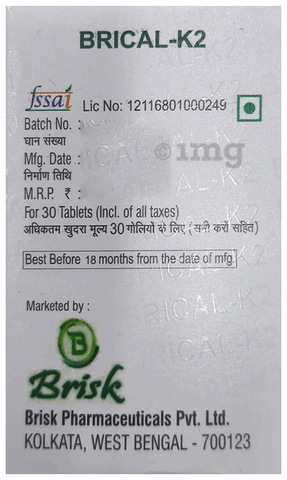 BRICAL-K2
fssai Lic No: 12116801000249
Batch No. :
घान संख्या
Mfg. Date :
निर्माण तिथि
M.R.P. ₹ :
For 30 Tablets (Incl. of all taxes)
अधिकतम खुदरा मूल्य 30 गोलियों के लिए (सभी करों सहित)
Best Before 18 months from the date of mfg.
Marketed by :
B
Brisk
Brisk Pharmaceuticals Pvt. Ltd.
KOLKATA, WEST BENGAL - 700123
©1mg